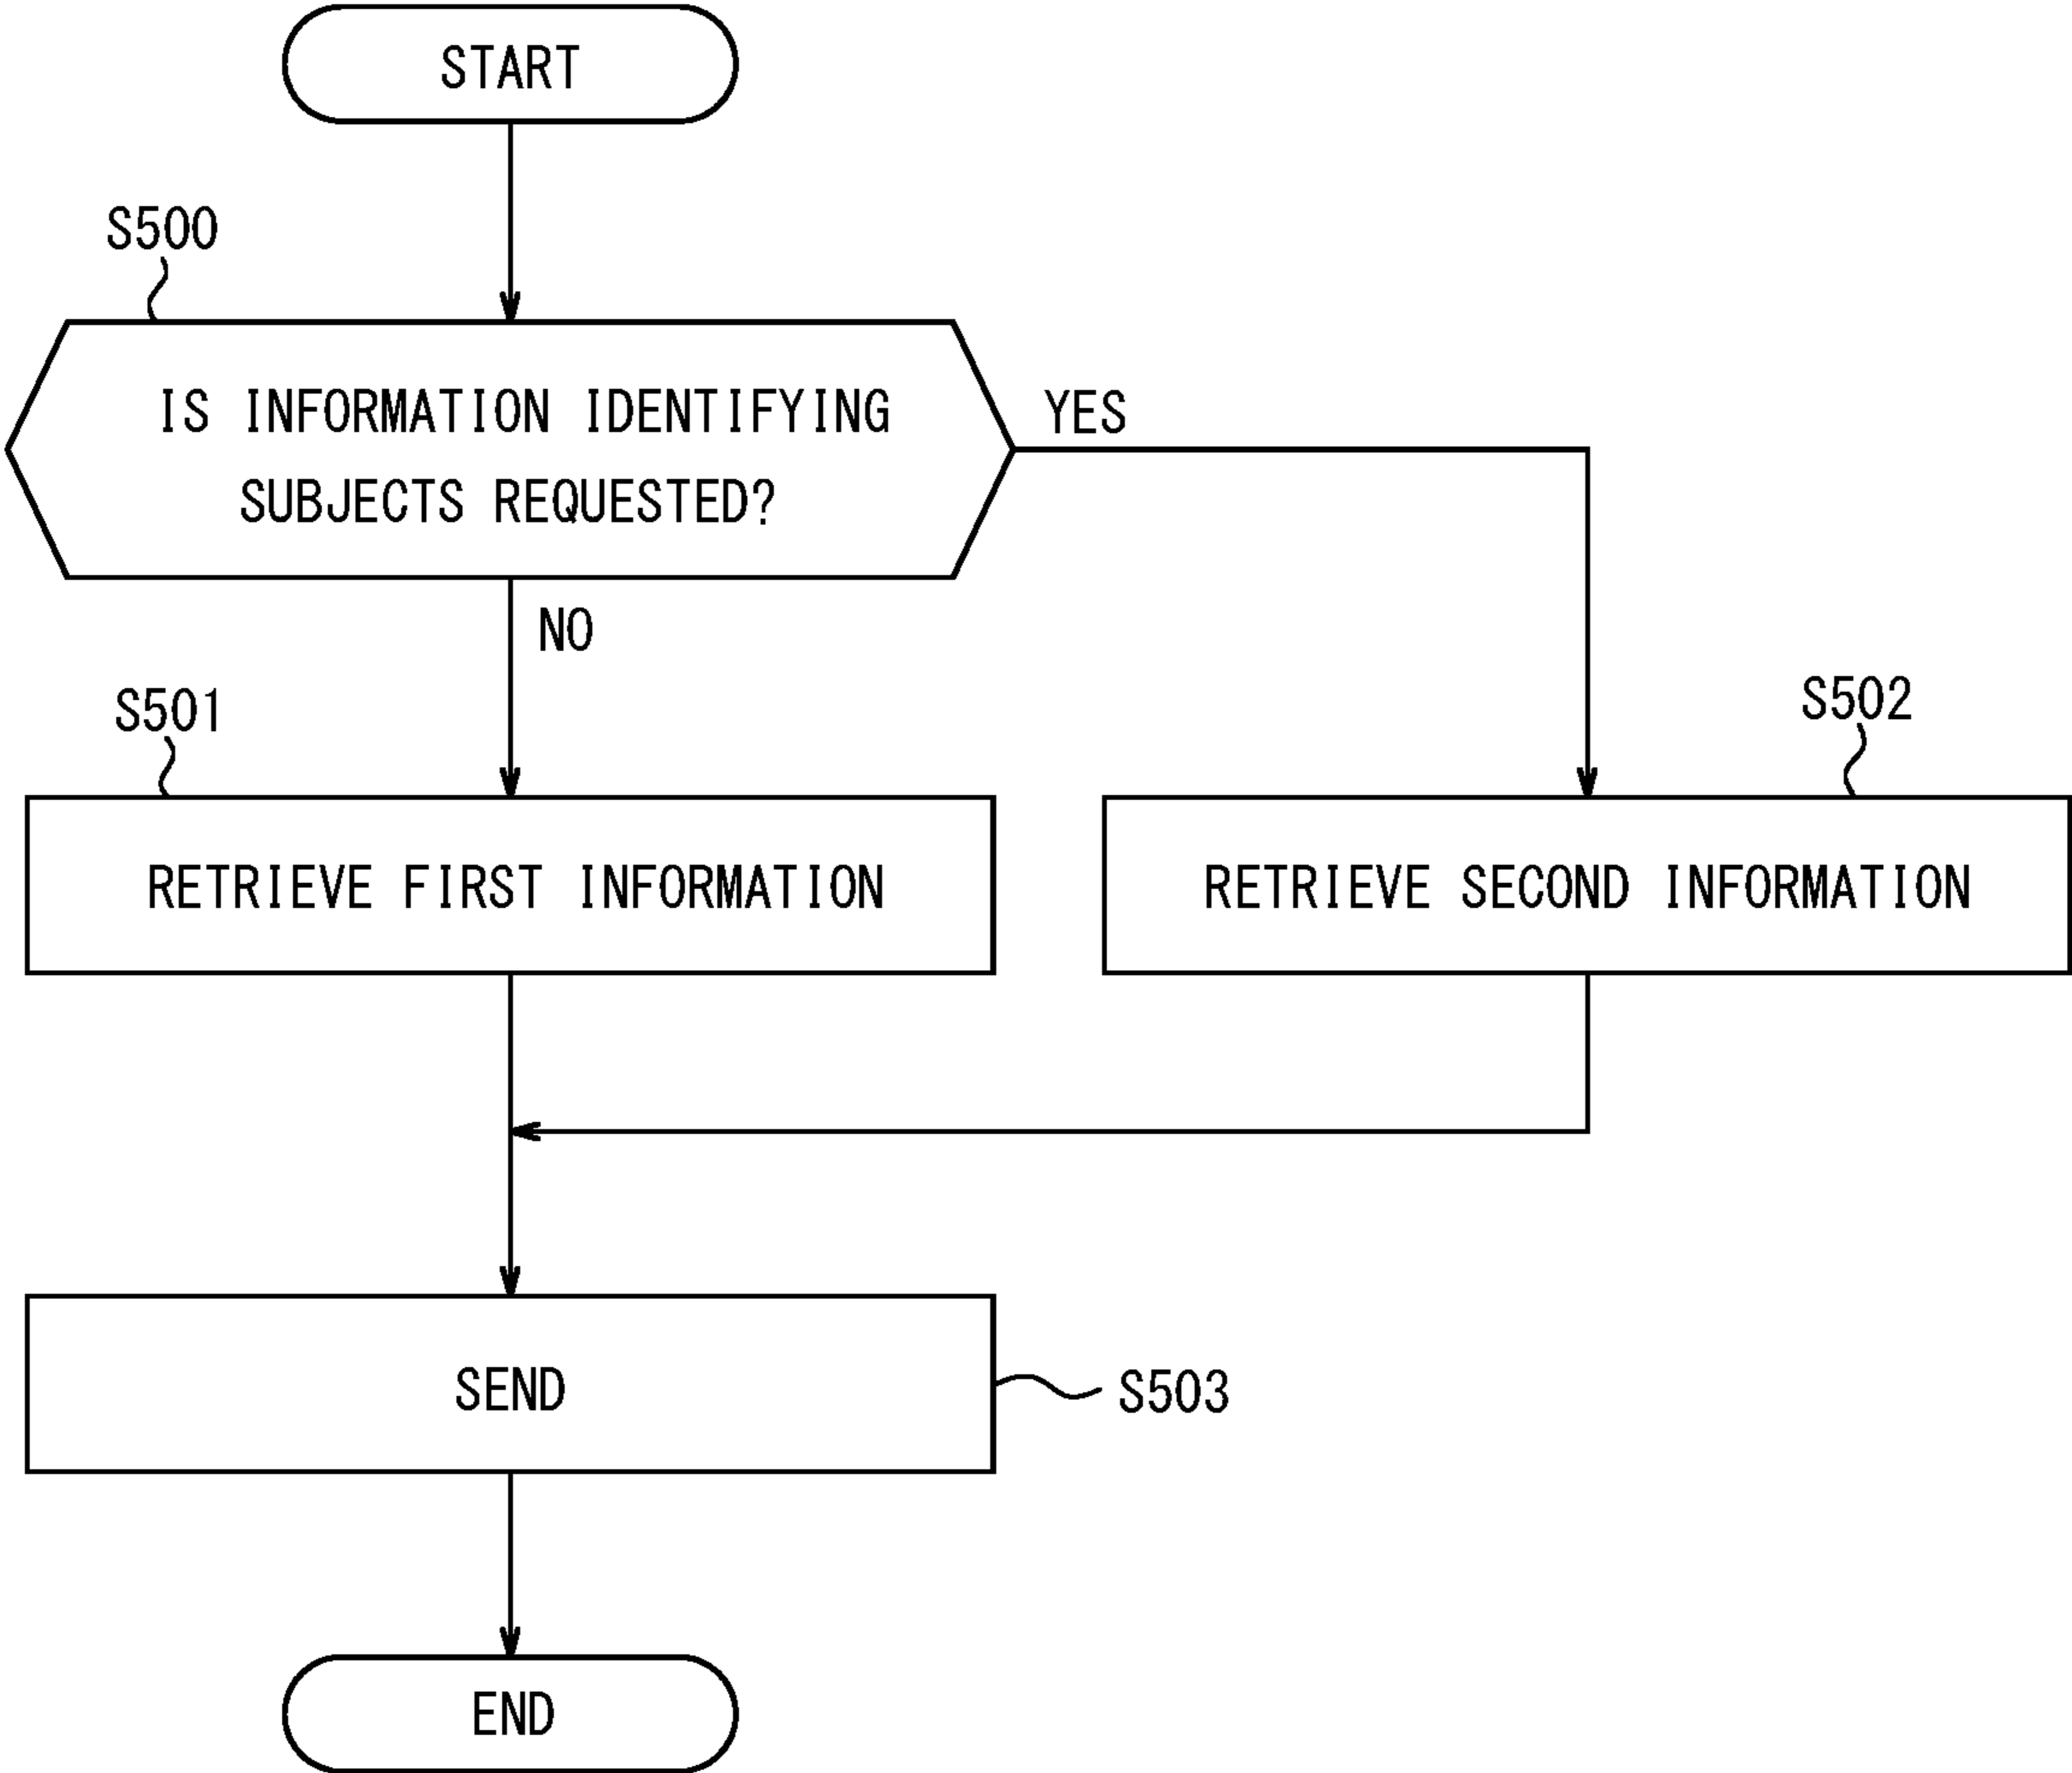 START
S500
IS INFORMATION IDENTIFYING
SUBJECTS REQUESTED?
YES
NO
S501
S502
RETRIEVE FIRST INFORMATION
RETRIEVE SECOND INFORMATION
SEND
S503
END